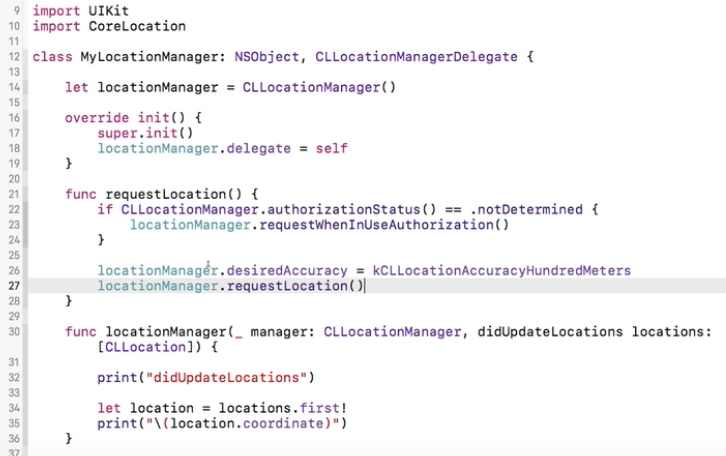 9 import UIKit
10 import CoreLocation
11
12 class MyLocationManager: NSObject, CLLocationManagerDelegate {
13
14     let locationManager = CLLocationManager()
15
16     override init() {
17         super.init()
18         locationManager.delegate = self
19     }
20
21     func requestLocation() {
22         if CLLocationManager.authorizationStatus() == .notDetermined {
23             locationManager.requestWhenInUseAuthorization()
24         }
25
26         locationManager.desiredAccuracy = kCLLocationAccuracyHundredMeters
27         locationManager.requestLocation()
28     }
29
30     func locationManager(_ manager: CLLocationManager, didUpdateLocations locations:
        [CLLocation]) {
31
32         print("didUpdateLocations")
33
34         let location = locations.first!
35         print("\(location.coordinate)")
36     }
37